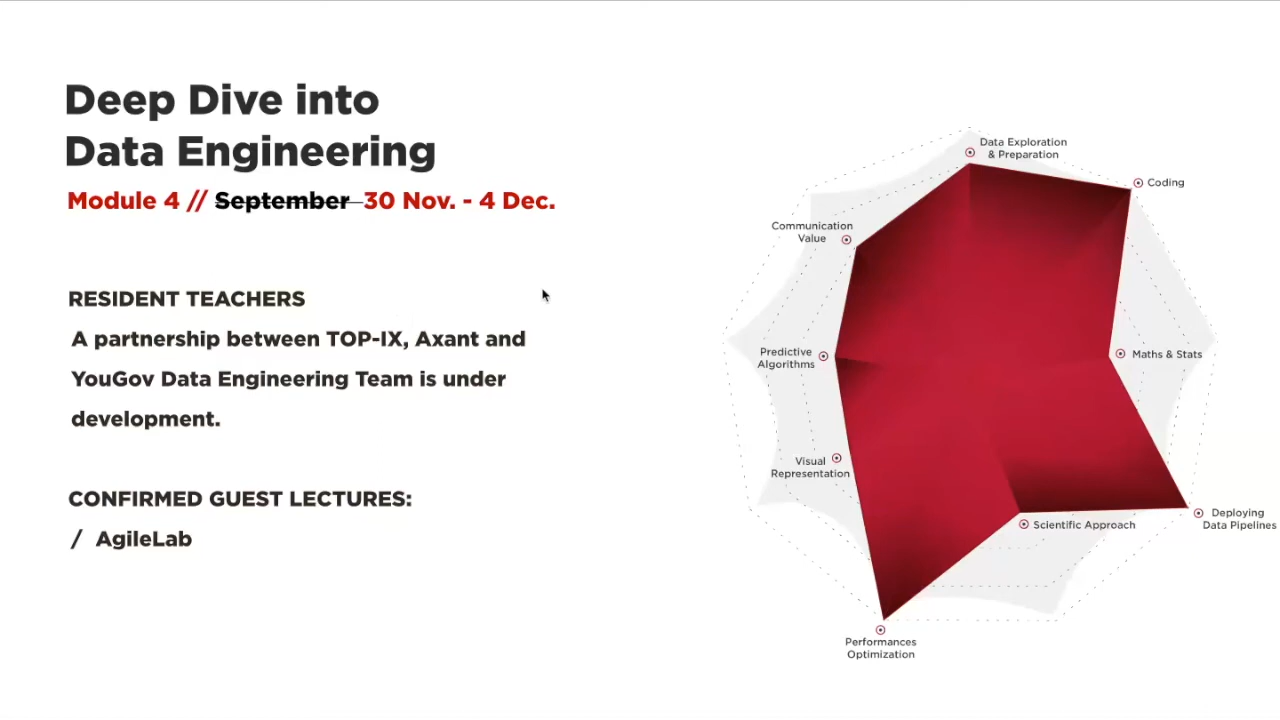 Deep Dive into
Data Engineering
Module 4 // September 30 Nov. - 4 Dec.
RESIDENT TEACHERS
A partnership between TOP-IX, Axant and
YouGov Data Engineering Team is under
development.
CONFIRMED GUEST LECTURES:
/ AgileLab
Data Exploration
& Preparation
Coding
Communication
Value
Predictive
Algorithms
Maths & Stats
Visual
Representation
Deploying
Data Pipelines
Scientific Approach
Performances
Optimization